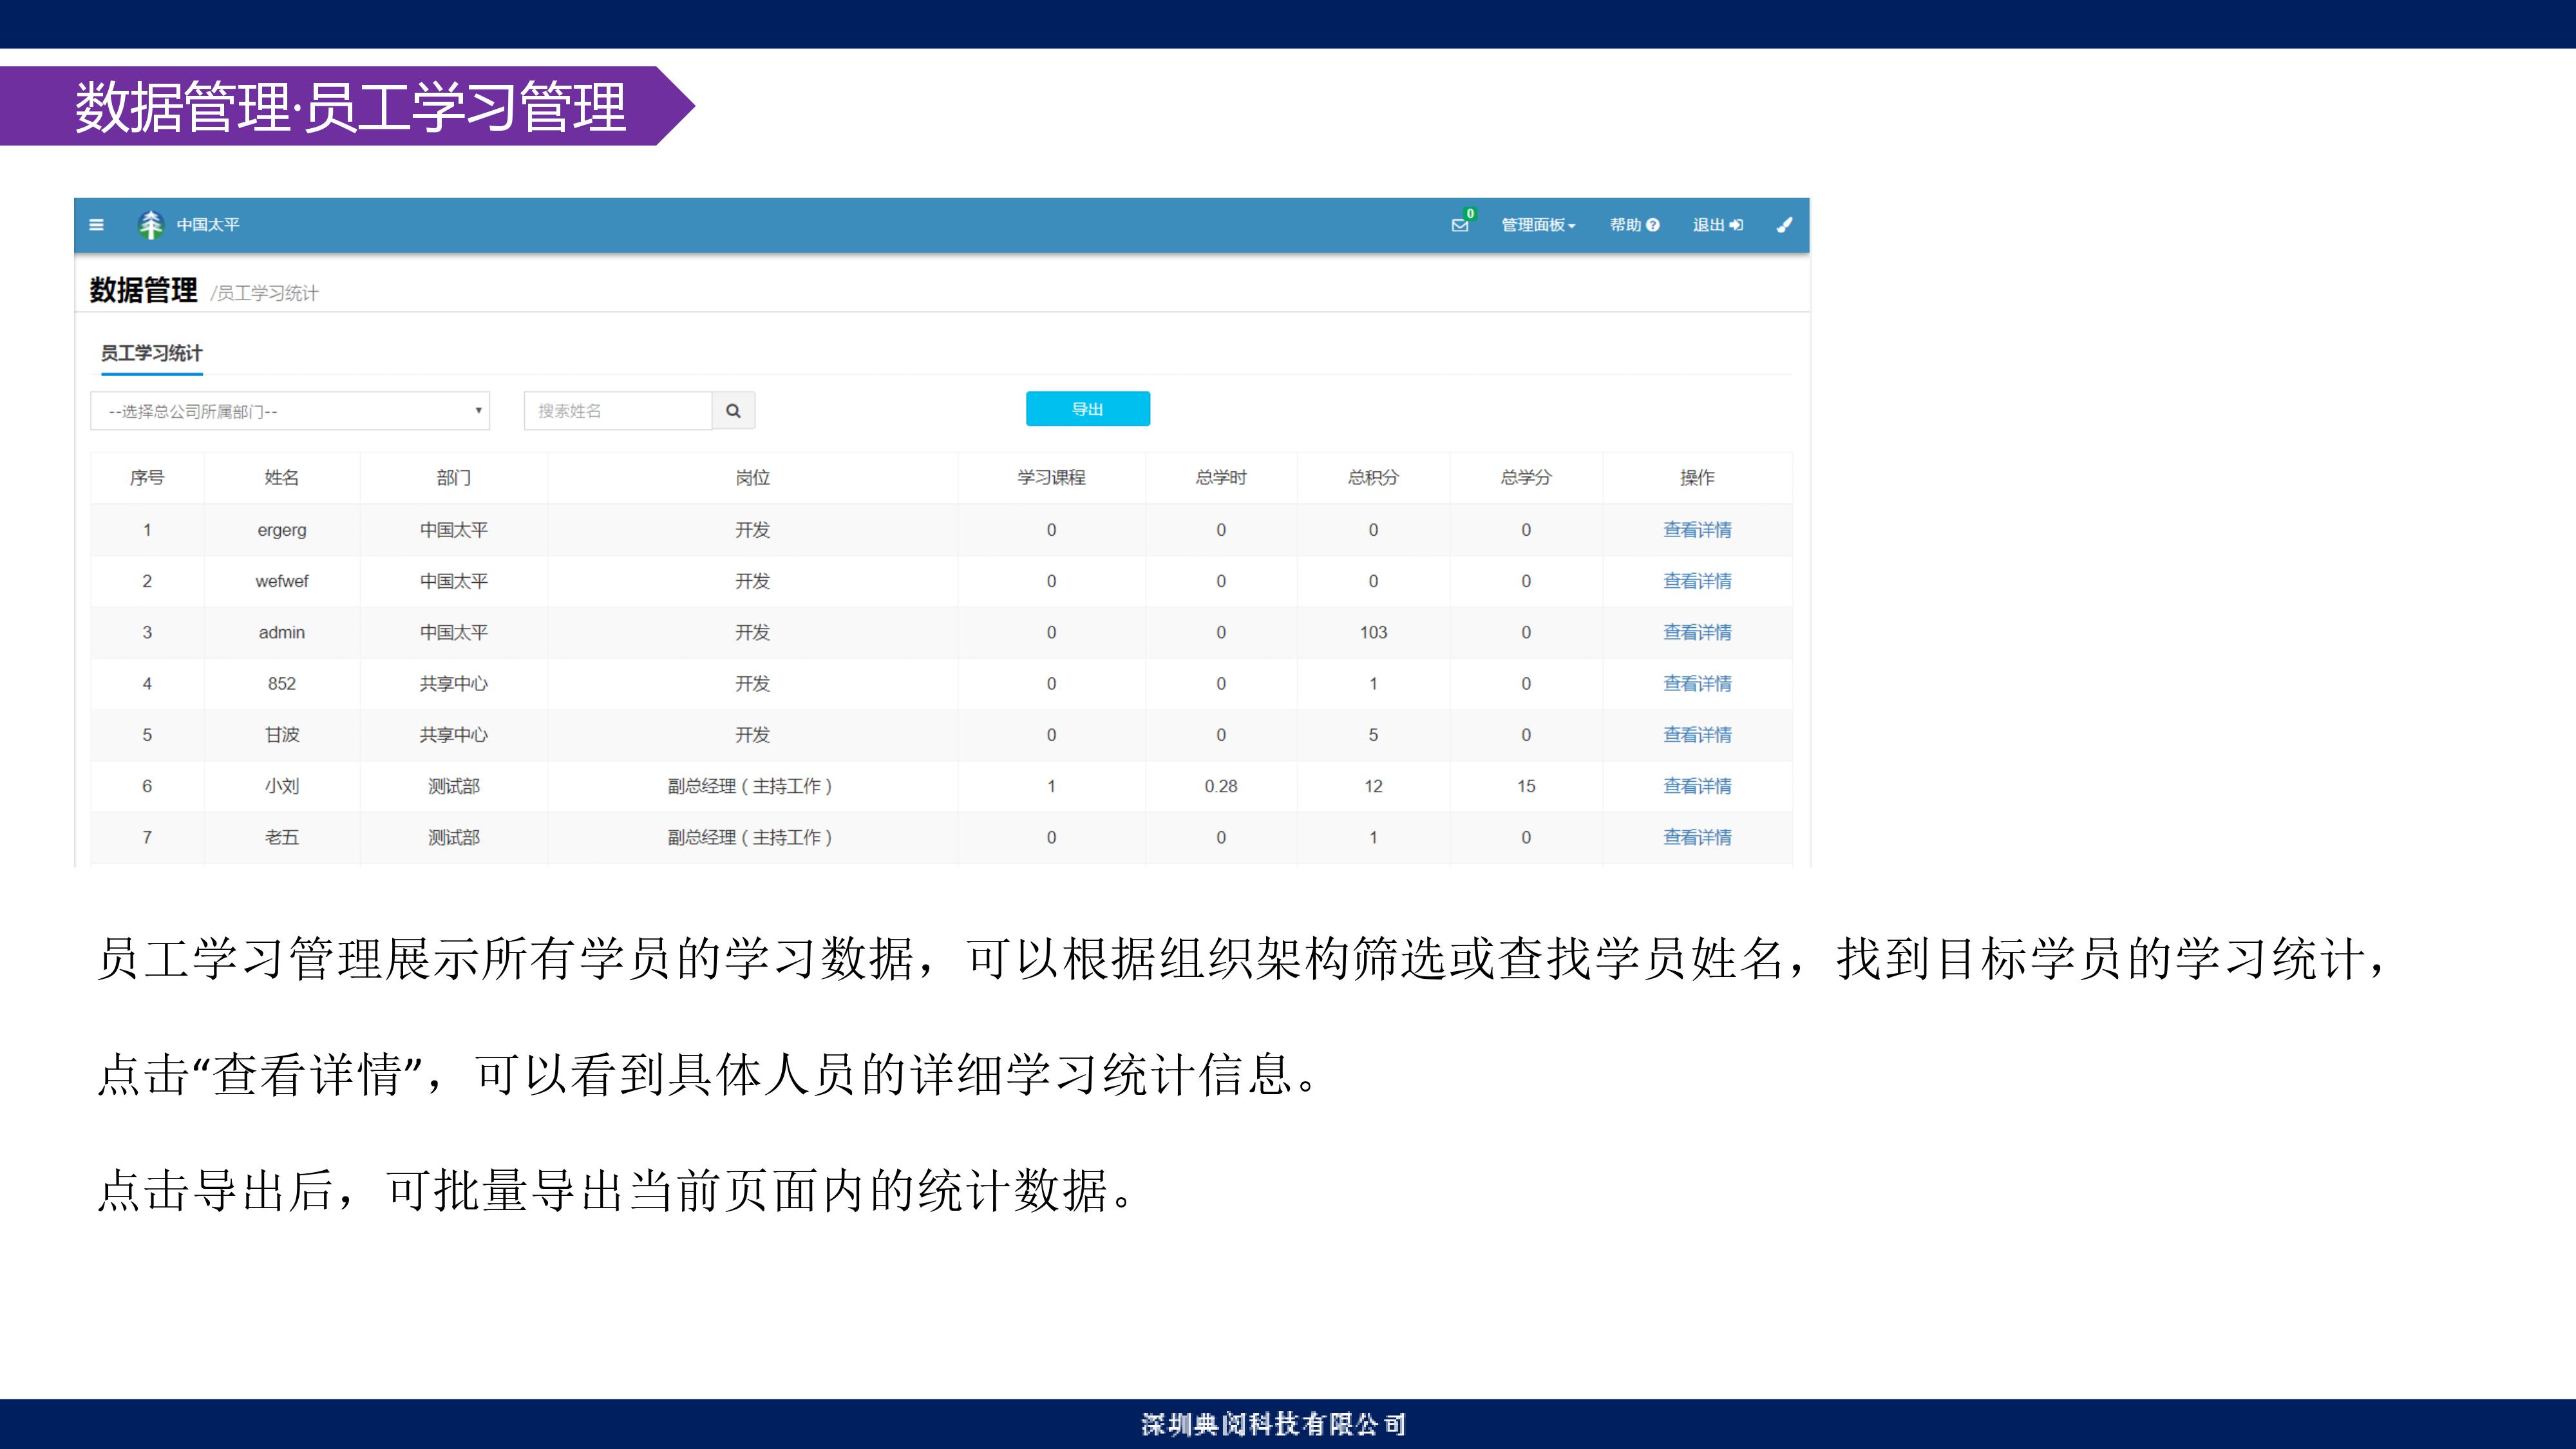 数据管理·员工学习管理
中国太平
0
管理面板 帮助 退出
数据管理 /员工学习统计
员工学习统计
--选择总公司所属部门-- 搜索姓名 导出
序号 姓名 部门 岗位 学习课程 总学时 总积分 总学分 操作
1 ergerg 中国太平 开发 0 0 0 0 查看详情
2 wefwef 中国太平 开发 0 0 0 0 查看详情
3 admin 中国太平 开发 0 0 103 0 查看详情
4 852 共享中心 开发 0 0 1 0 查看详情
5 甘波 共享中心 开发 0 0 5 0 查看详情
6 小刘 测试部 副总经理（主持工作） 1 0.28 12 15 查看详情
7 老五 测试部 副总经理（主持工作） 0 0 1 0 查看详情
员工学习管理展示所有学员的学习数据，可以根据组织架构筛选或查找学员姓名，找到目标学员的学习统计，
点击“查看详情”，可以看到具体人员的详细学习统计信息。
点击导出后，可批量导出当前页面内的统计数据。
深圳典阅科技有限公司